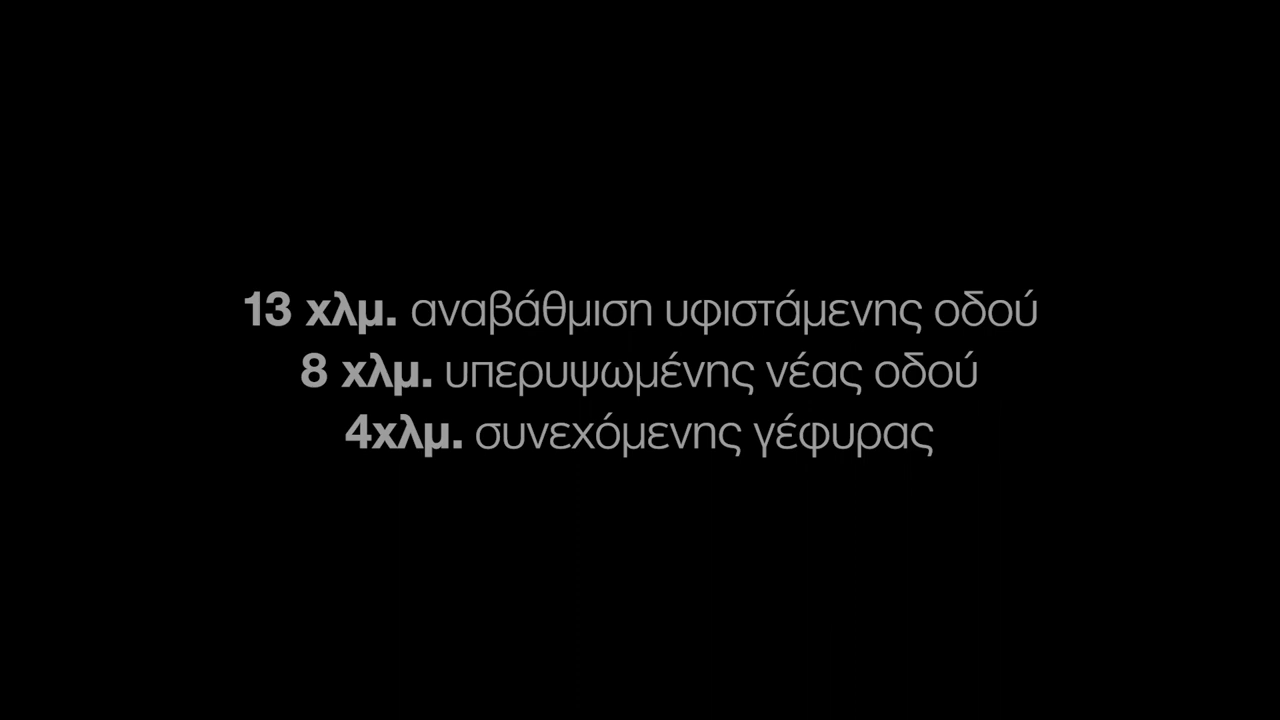 13 χλμ. αναβάθμιση υφιστάμενης οδού
8 χλμ. υπερυψωμένης νέας οδού
4χλμ. συνεχόμενης γέφυρας